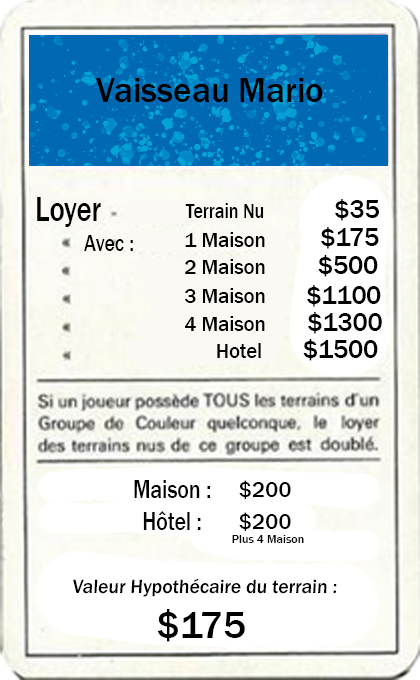 Vaisseau Mario
Loyer - Terrain Nu $35
" Avec : 1 Maison $175
" 2 Maison $500
" 3 Maison $1100
" 4 Maison $1300
" Hotel $1500
Si un joueur possède TOUS les terrains d'un
Groupe de Couleur quelconque, le loyer
des terrains nus de ce groupe est doublé.
Maison : $200
Hôtel : $200
Plus 4 Maison
Valeur Hypothécaire du terrain :
$175